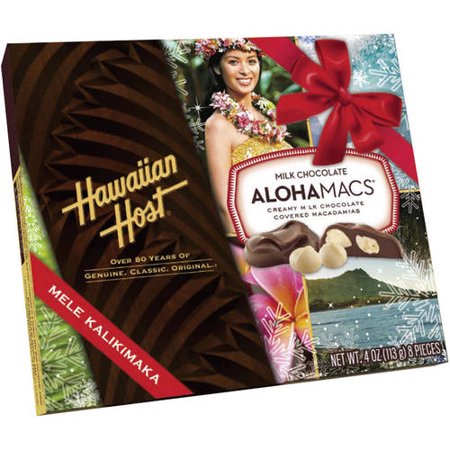 Hawaiian
Host®
OVER 80 YEARS OF
GENUINE. CLASSIC. ORIGINAL.®
MELE KALIKIMAKA
MILK CHOCOLATE
ALOHAMACS®
CREAMY MILK CHOCOLATE
COVERED MACADAMIAS
NET WT. 4 OZ (113 g) 8 PIECES